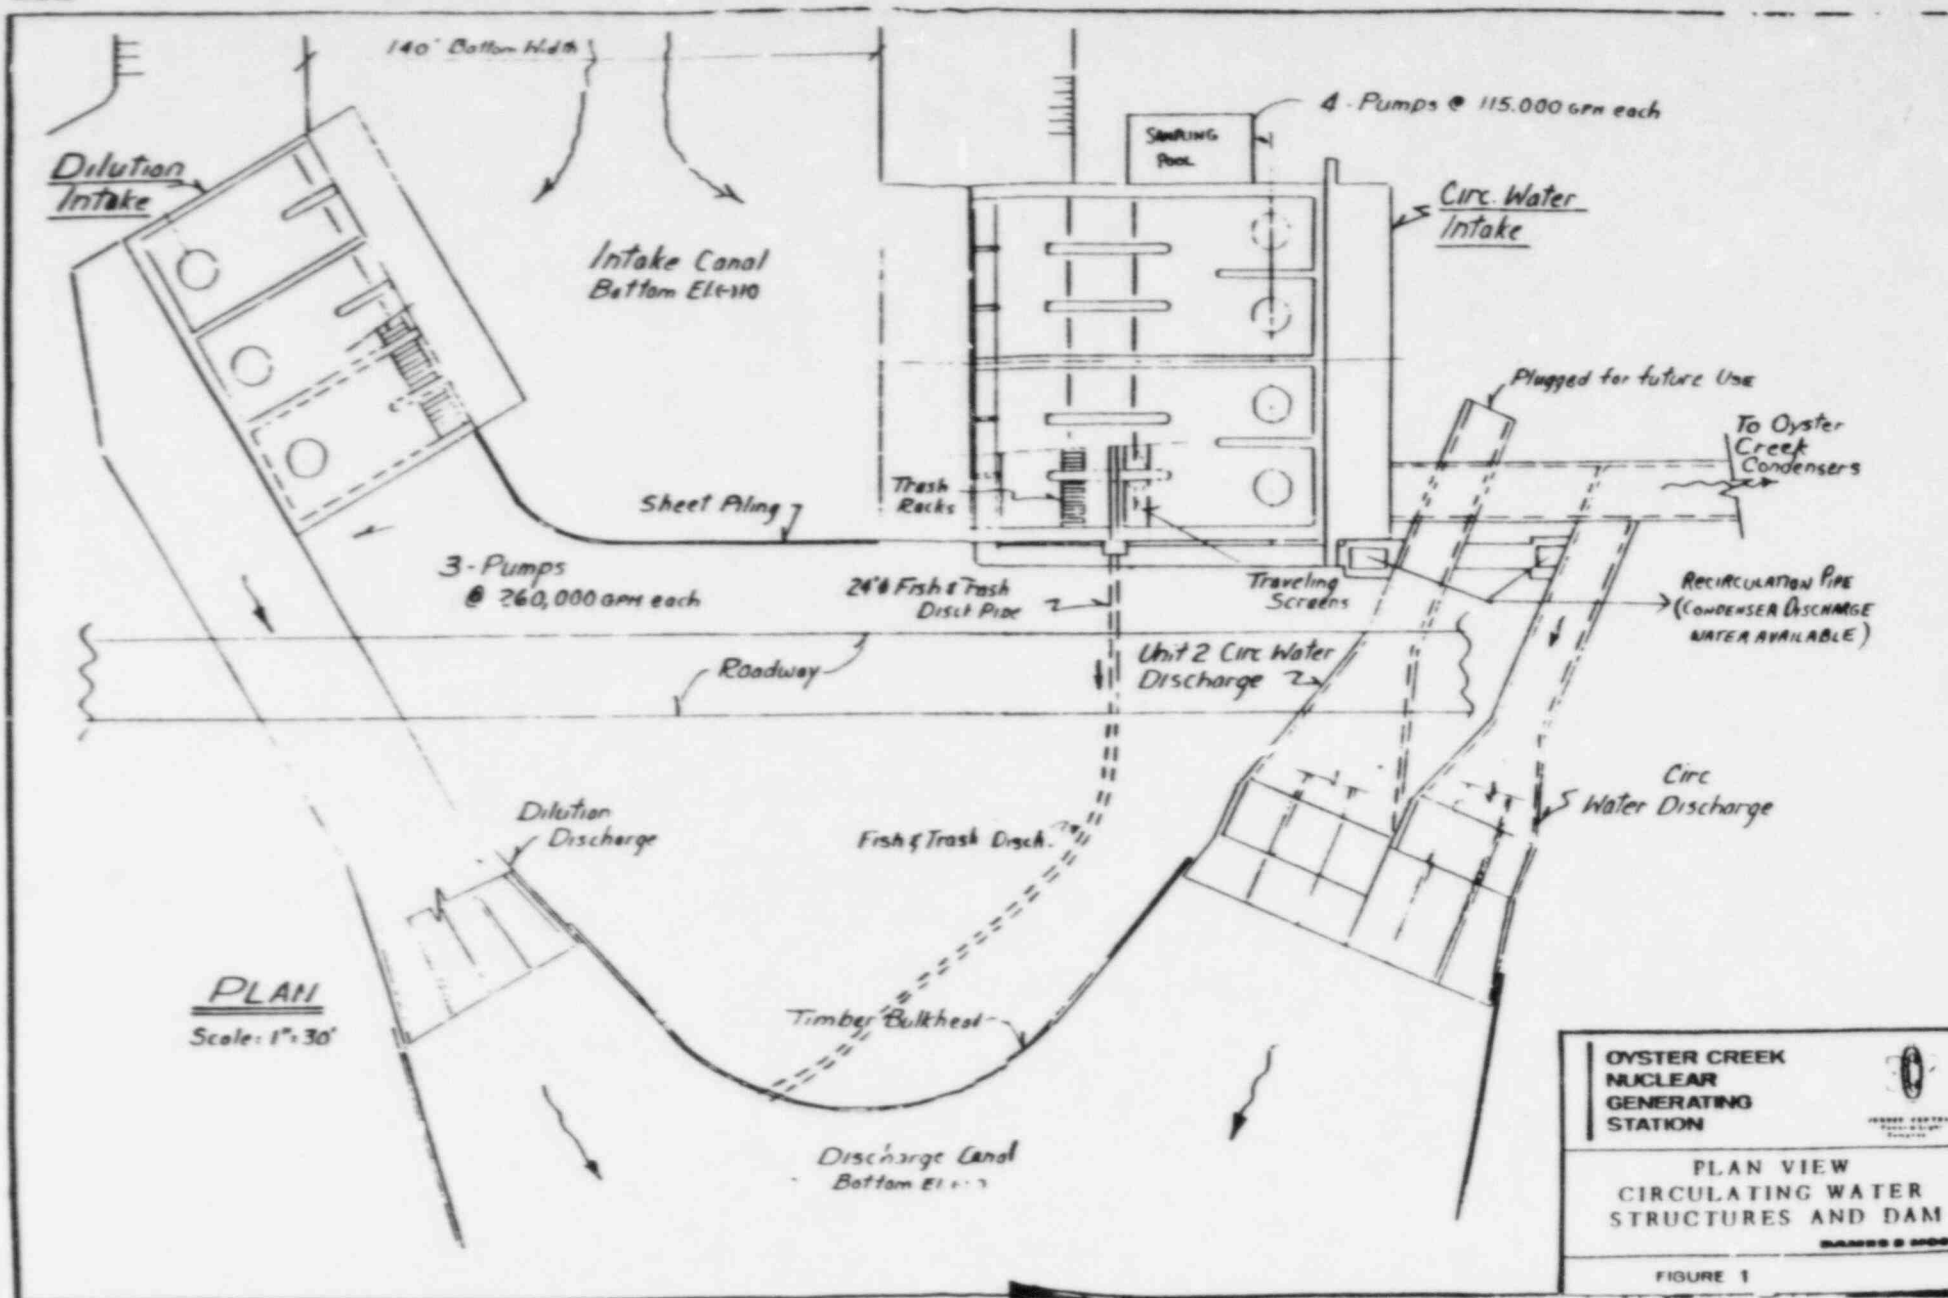 140' Bottom Width
4 - Pumps @ 115.000 GPM each
SAMPLING
POOL
Dilution
Intake
Circ. Water
Intake
Intake Canal
Bottom El.
Plugged for future Use
To Oyster
Creek
Condensers
Trash
Racks
Sheet Piling
3 - Pumps
@ 260,000 GPM each
24"ϕ Fish & Trash
Disch Pipe
Traveling
Screens
RECIRCULATION PIPE
(CONDENSER DISCHARGE
WATER AVAILABLE)
Roadway
Unit 2 Circ Water
Discharge
Circ
Water Discharge
Dilution
Discharge
Fish & Trash Disch.
PLAN
Scale: 1"=30'
Timber Bulkhead
Discharge Canal
Bottom El.
OYSTER CREEK
NUCLEAR
GENERATING
STATION
PLAN VIEW
CIRCULATING WATER
STRUCTURES AND DAM
FIGURE 1